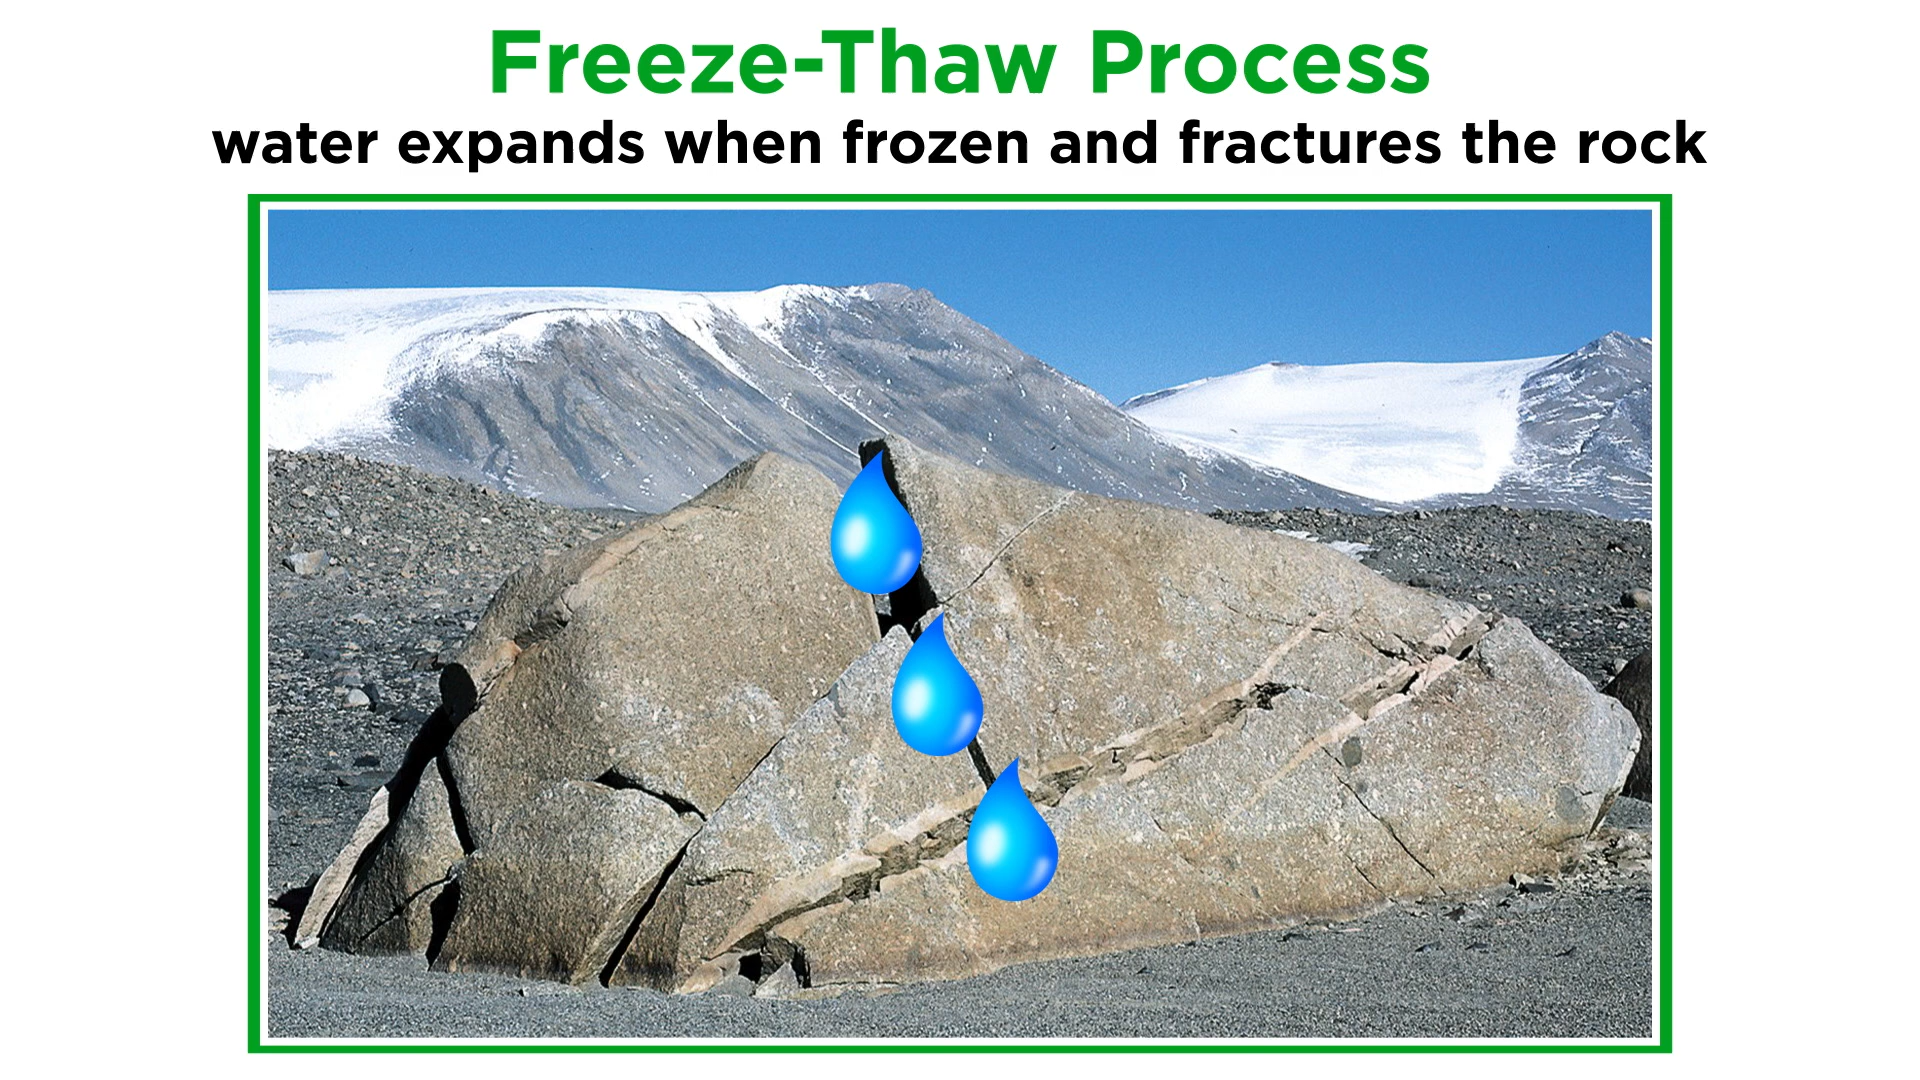 Freeze-Thaw Process
water expands when frozen and fractures the rock